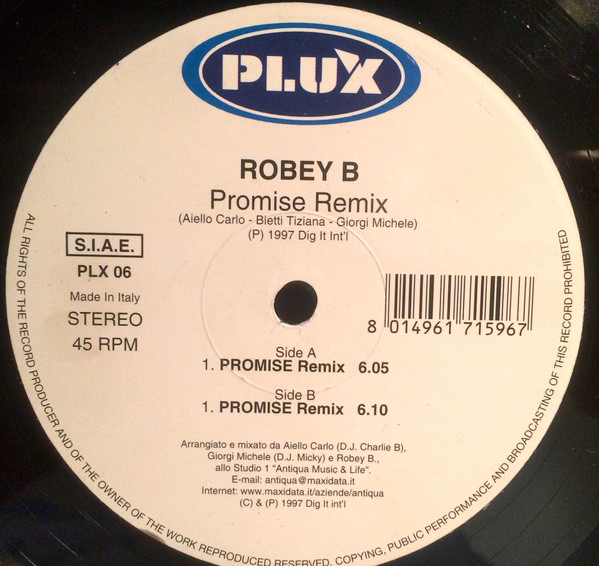 PLUX
ROBEY B
Promise Remix
(Aiello Carlo - Bletti Tiziana - Giorgi Michele)
(P) 1997 Dig It Int'l
S.I.A.E.
PLX 06
Made In Italy
STEREO
45 RPM
8 014961 715967
Side A
1. PROMISE Remix 6.05
Side B
1. PROMISE Remix 6.10
Arrangiato e mixato da Aiello Carlo (D.J. Charlie B),
Giorgi Michele (D.J. Micky) e Robey B.,
allo Studio 1 "Antiqua Music & Life".
E-mail: antiqua@maxidata.it
Internet: www.maxidata.it/aziende/antiqua
(C) & (P) 1997 Dig It int'l
ALL RIGHTS OF THE RECORD PRODUCER AND OF THE OWNER OF THE WORK REPRODUCED RESERVED. COPYING, PUBLIC PERFORMANCE AND BROADCASTING OF THIS RECORD PROHIBITED